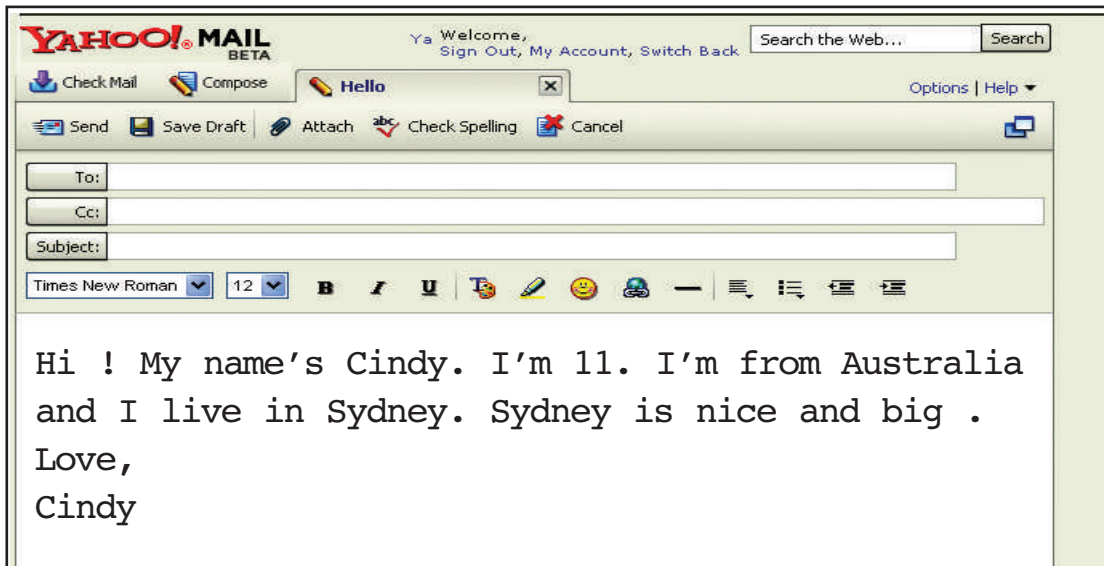 YAHOO!® MAIL
BETA
Ya Welcome,
Sign Out, My Account, Switch Back
Search the Web...
Search
Check Mail
Compose
Hello
Options | Help
Send
Save Draft
Attach
abc
Check Spelling
Cancel
To:
Cc:
Subject:
Times New Roman
12
B I U T
Hi ! My name's Cindy. I'm 11. I'm from Australia
and I live in Sydney. Sydney is nice and big .
Love,
Cindy